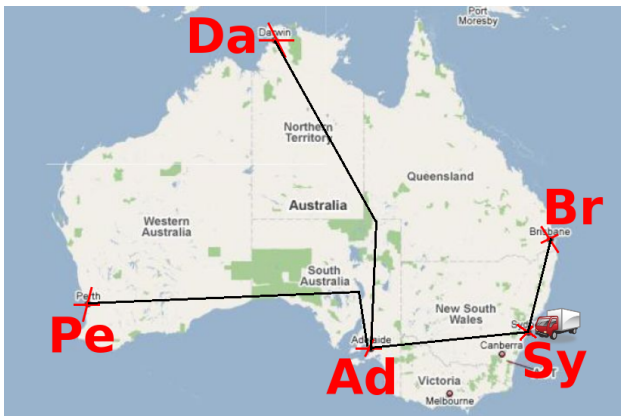 Port
Moresby
Da
Darwin
Northern
Territory
Queensland
Australia
Br
Brisbane
Western
Australia
South
Australia
Perth
Pe
New South
Wales
Adelaide
Ad
Canberra
Sy
Victoria
Melbourne